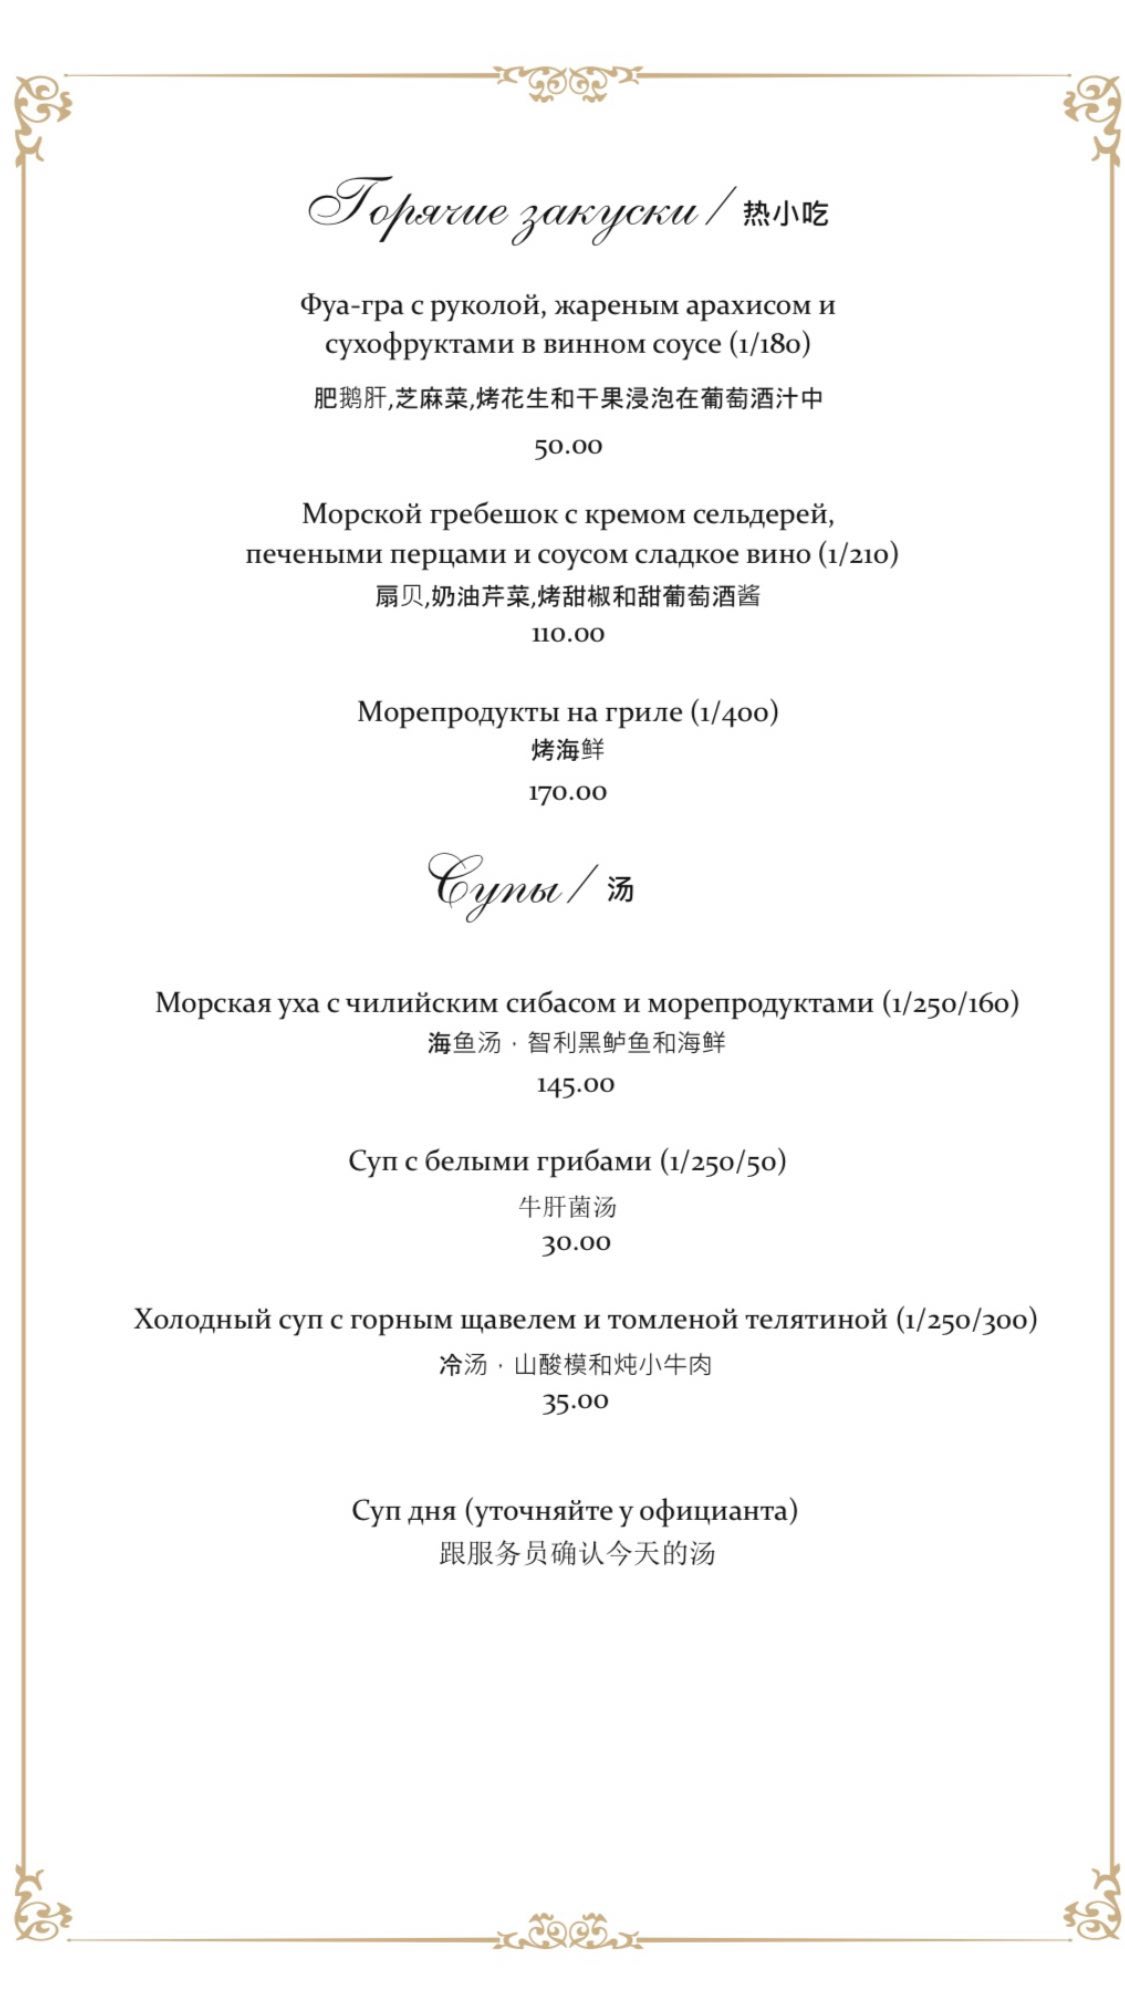 Горячие закуски / 热小吃
Фуа-гра с руколой, жареным арахисом и
сухофруктами в винном соусе (1/180)
肥鹅肝,芝麻菜,烤花生和干果浸泡在葡萄酒汁中
50.00
Морской гребешок с кремом сельдерей,
печеными перцами и соусом сладкое вино (1/210)
扇贝,奶油芹菜,烤甜椒和甜葡萄酒酱
110.00
Морепродукты на гриле (1/400)
烤海鲜
170.00
Супы / 汤
Морская уха с чилийским сибасом и морепродуктами (1/250/160)
海鱼汤·智利黑鲈鱼和海鲜
145.00
Суп с белыми грибами (1/250/50)
牛肝菌汤
30.00
Холодный суп с горным щавелем и томленой телятиной (1/250/300)
冷汤·山酸模和炖小牛肉
35.00
Суп дня (уточняйте у официанта)
跟服务员确认今天的汤